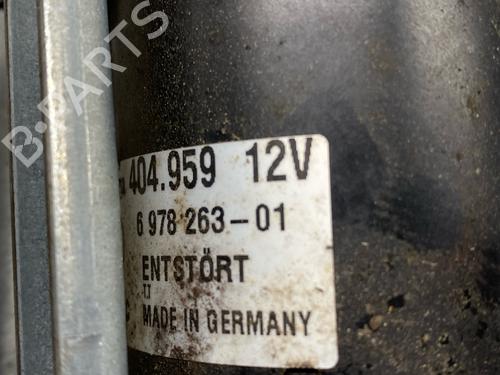 B-PARTS
404.959 12V
6 978 263-01
ENTSTÖRT
MADE IN GERMANY